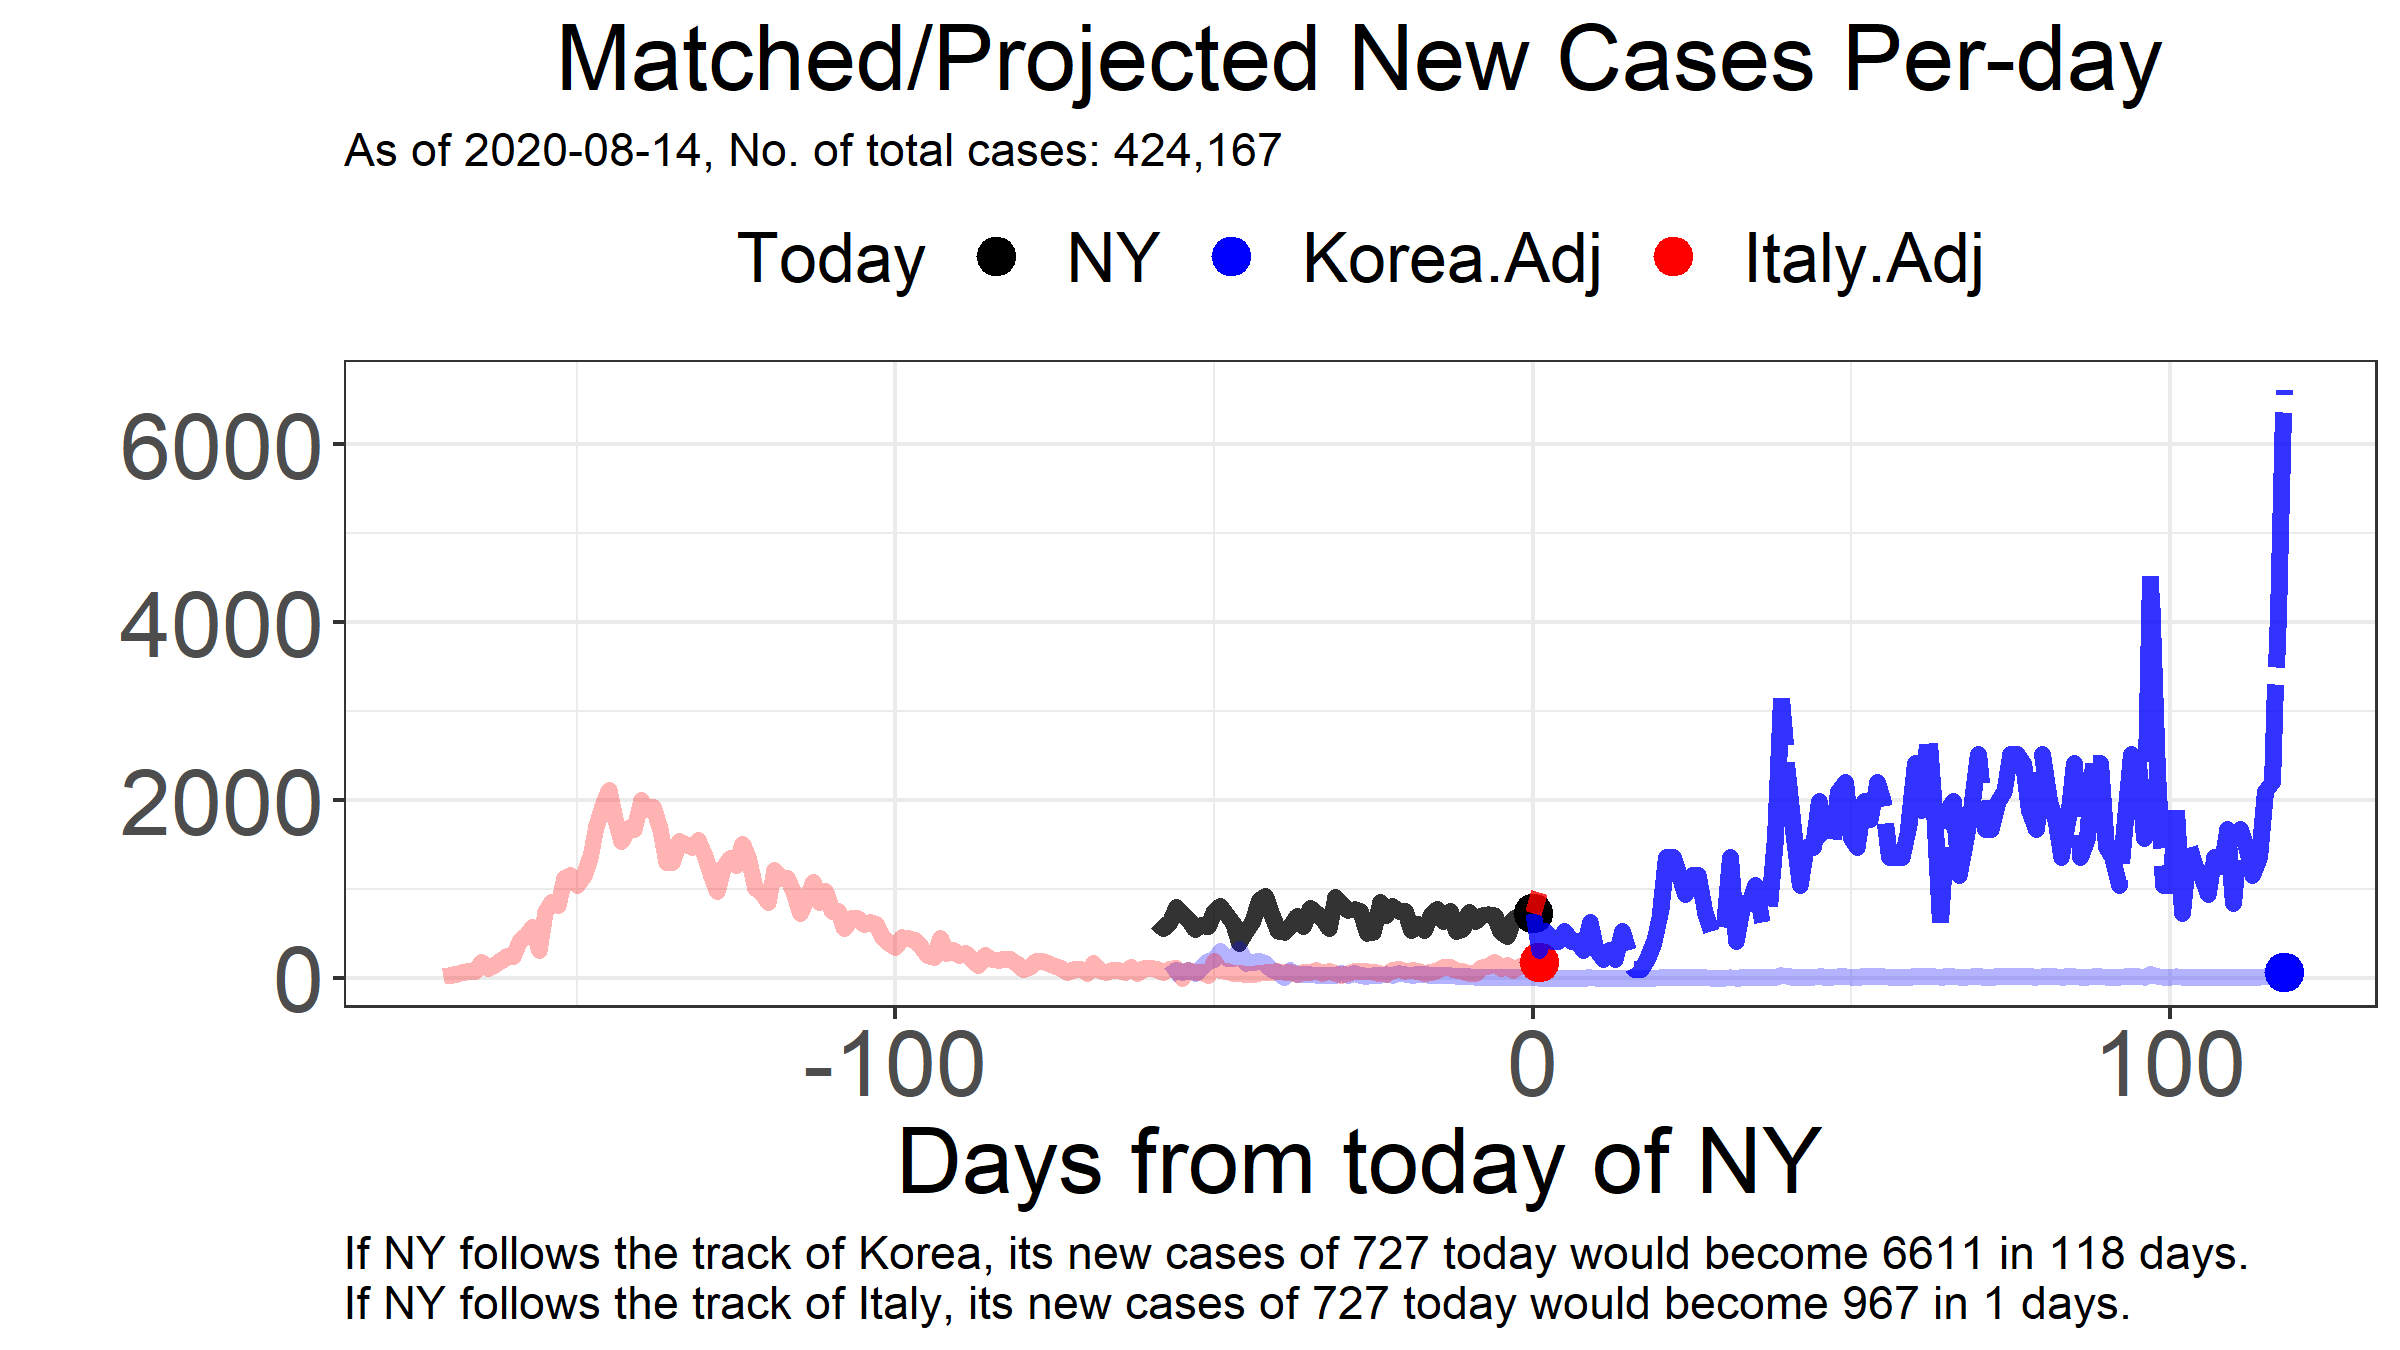 Matched/Projected New Cases Per-day
As of 2020-08-14, No. of total cases: 424,167
Today NY Korea.Adj Italy.Adj
6000
4000
2000
0
-100 0 100
Days from today of NY
If NY follows the track of Korea, its new cases of 727 today would become 6611 in 118 days.
If NY follows the track of Italy, its new cases of 727 today would become 967 in 1 days.